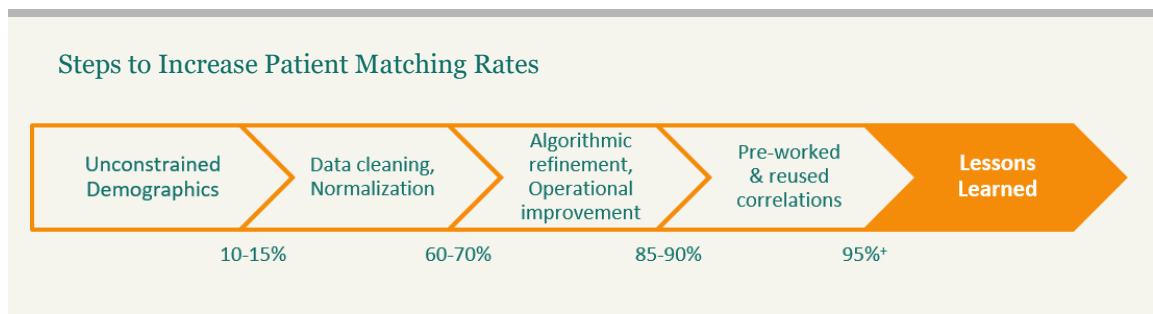 Steps to Increase Patient Matching Rates
Unconstrained
Demographics
Data cleaning,
Normalization
Algorithmic
refinement,
Operational
improvement
Pre-worked
& reused
correlations
Lessons
Learned
10-15%
60-70%
85-90%
95%⁺